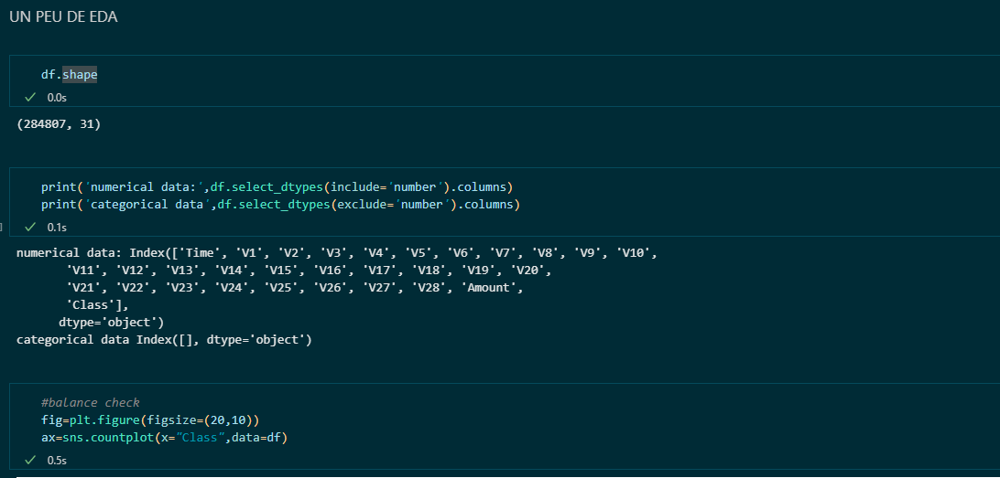 UN PEU DE EDA
df.shape
✓ 0.0s
(284807, 31)
print('numerical data:',df.select_dtypes(include='number').columns)
print('categorical data',df.select_dtypes(exclude='number').columns)
]
✓ 0.1s
numerical data: Index(['Time', 'V1', 'V2', 'V3', 'V4', 'V5', 'V6', 'V7', 'V8', 'V9', 'V10',
'V11', 'V12', 'V13', 'V14', 'V15', 'V16', 'V17', 'V18', 'V19', 'V20',
'V21', 'V22', 'V23', 'V24', 'V25', 'V26', 'V27', 'V28', 'Amount',
'Class'],
dtype='object')
categorical data Index([], dtype='object')
#balance check
fig=plt.figure(figsize=(20,10))
ax=sns.countplot(x="Class",data=df)
✓ 0.5s